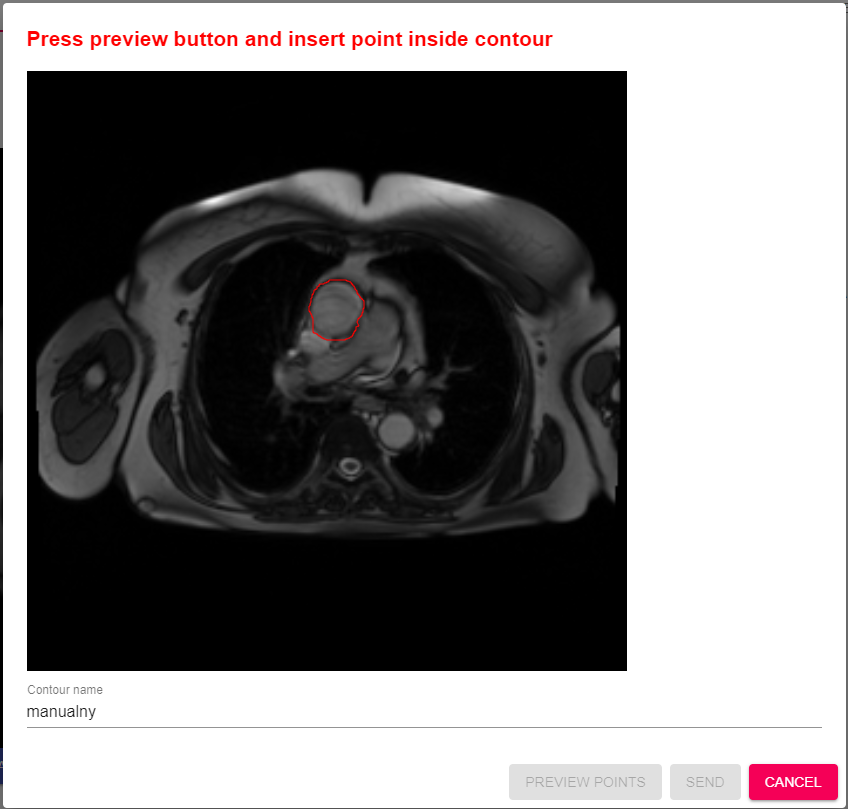 Press preview button and insert point inside contour
Contour name
manualny
PREVIEW POINTS
SEND
CANCEL